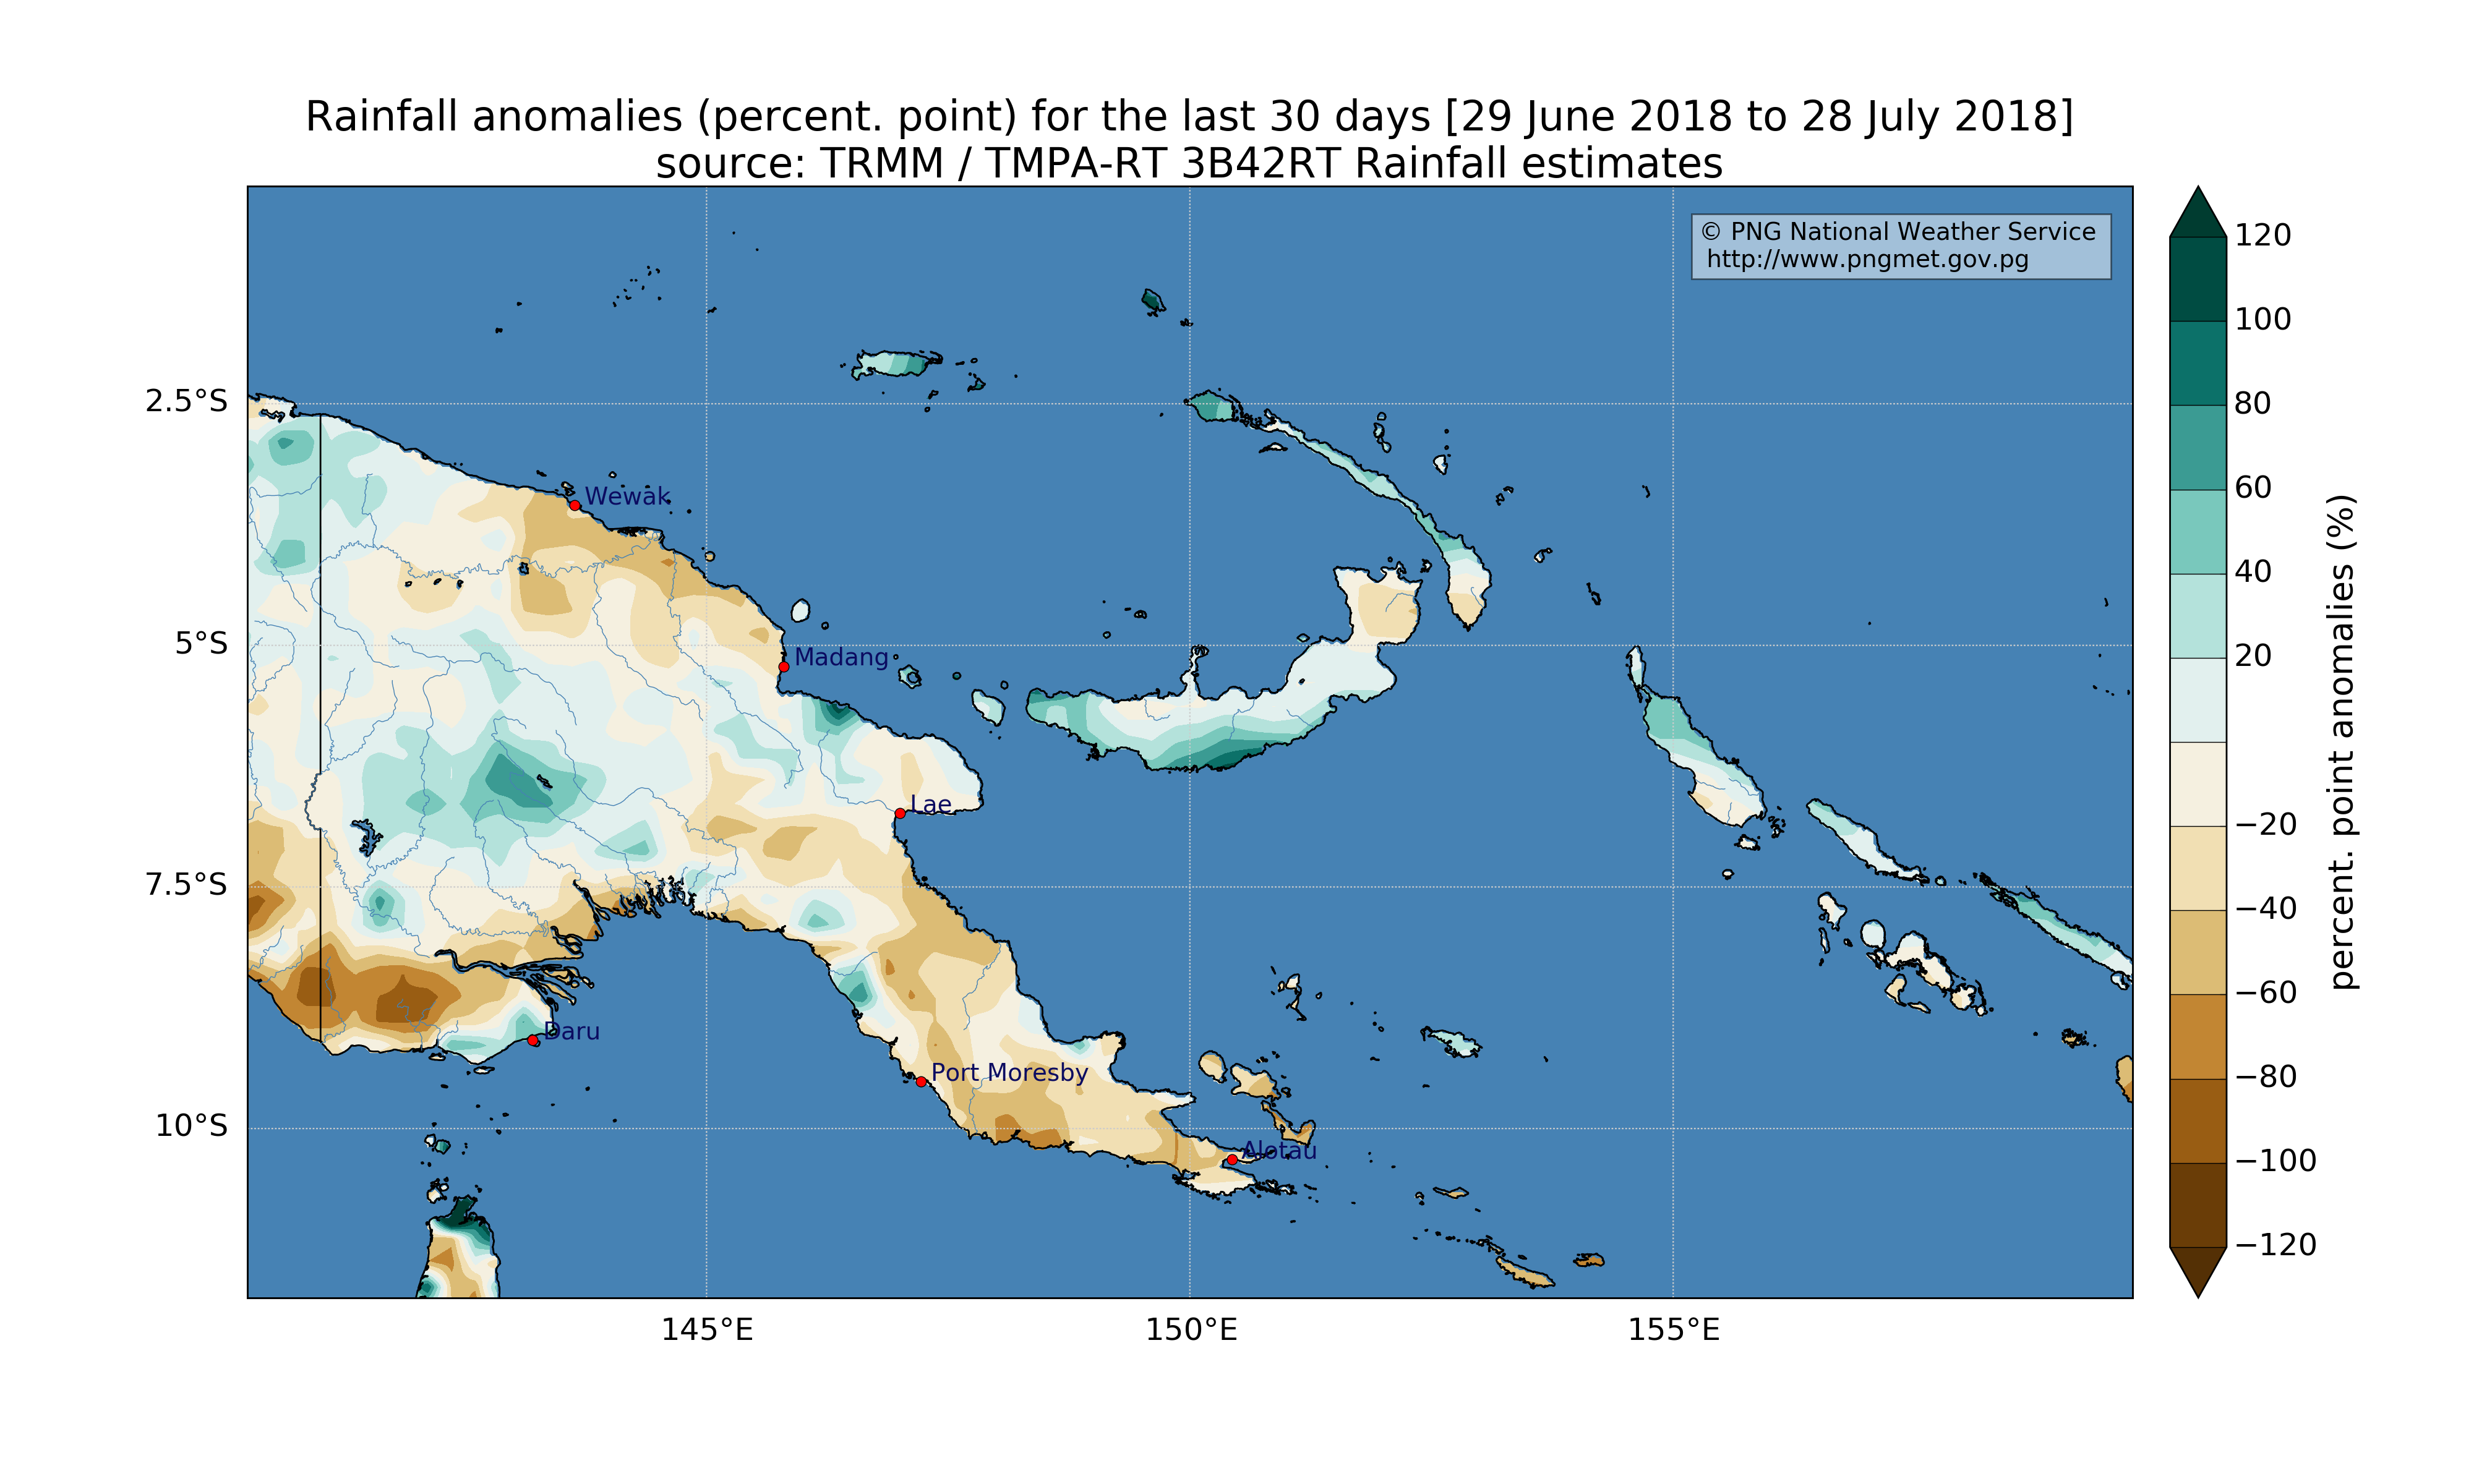 Rainfall anomalies (percent. point) for the last 30 days [29 June 2018 to 28 July 2018]
source: TRMM / TMPA-RT 3B42RT Rainfall estimates
© PNG National Weather Service
http://www.pngmet.gov.pg
2.5°S
5°S
7.5°S
10°S
Wewak
Madang
Lae
Daru
Port Moresby
Alotau
145°E
150°E
155°E
120
100
80
60
40
20
−20
−40
−60
−80
−100
−120
percent. point anomalies (%)